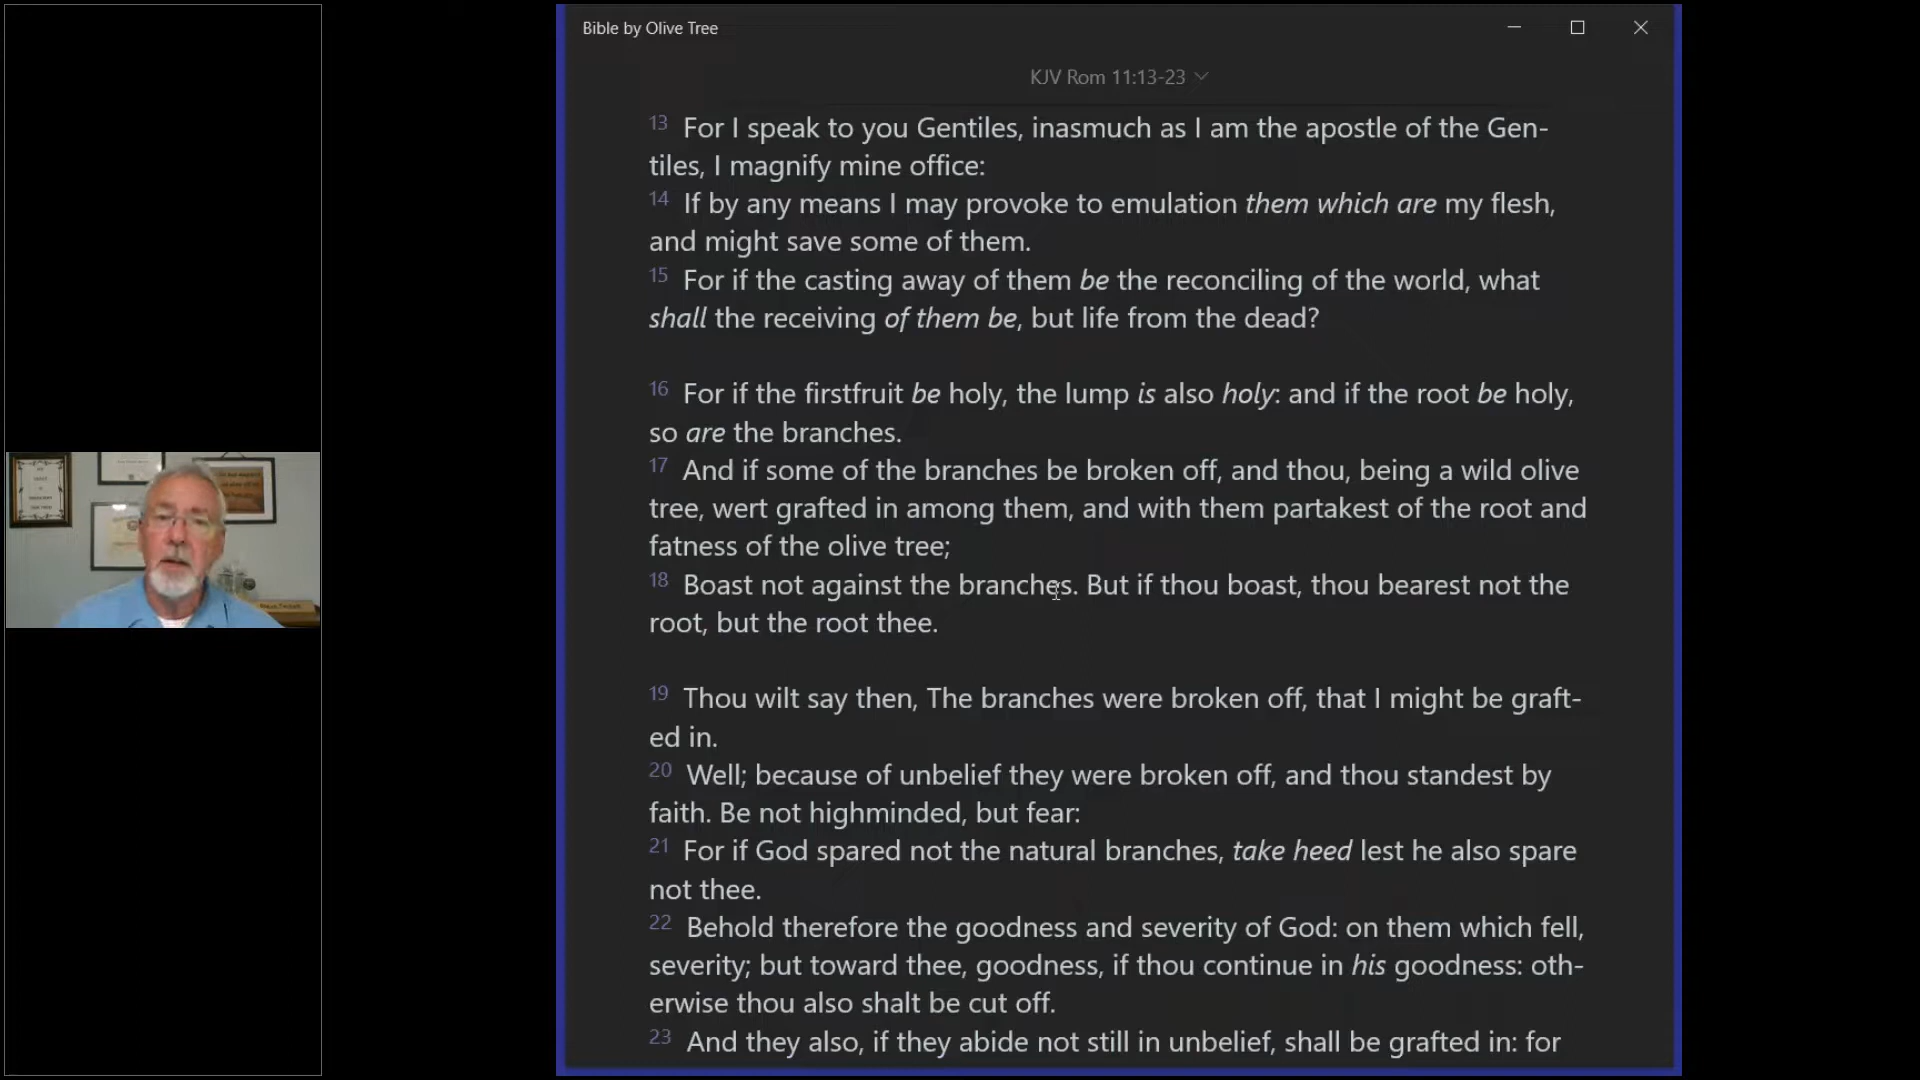 Bible by Olive Tree
KJV Rom 11:13-23
13 For I speak to you Gentiles, inasmuch as I am the apostle of the Gen-
tiles, I magnify mine office:
14 If by any means I may provoke to emulation them which are my flesh,
and might save some of them.
15 For if the casting away of them be the reconciling of the world, what
shall the receiving of them be, but life from the dead?
16 For if the firstfruit be holy, the lump is also holy: and if the root be holy,
so are the branches.
17 And if some of the branches be broken off, and thou, being a wild olive
tree, wert grafted in among them, and with them partakest of the root and
fatness of the olive tree;
18 Boast not against the branches. But if thou boast, thou bearest not the
root, but the root thee.
19 Thou wilt say then, The branches were broken off, that I might be graft-
ed in.
20 Well; because of unbelief they were broken off, and thou standest by
faith. Be not highminded, but fear:
21 For if God spared not the natural branches, take heed lest he also spare
not thee.
22 Behold therefore the goodness and severity of God: on them which fell,
severity; but toward thee, goodness, if thou continue in his goodness: oth-
erwise thou also shalt be cut off.
23 And they also, if they abide not still in unbelief, shall be grafted in: for